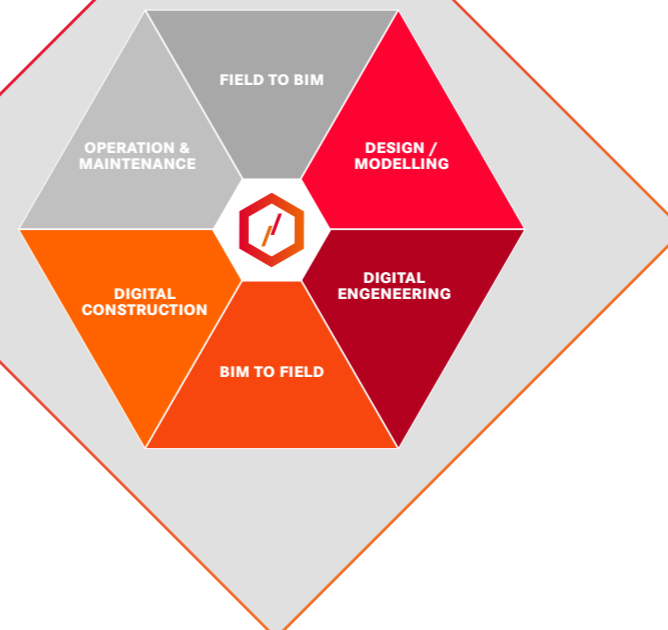 FIELD TO BIM
OPERATION &
MAINTENANCE
DESIGN /
MODELLING
DIGITAL
ENGENEERING
DIGITAL
CONSTRUCTION
BIM TO FIELD